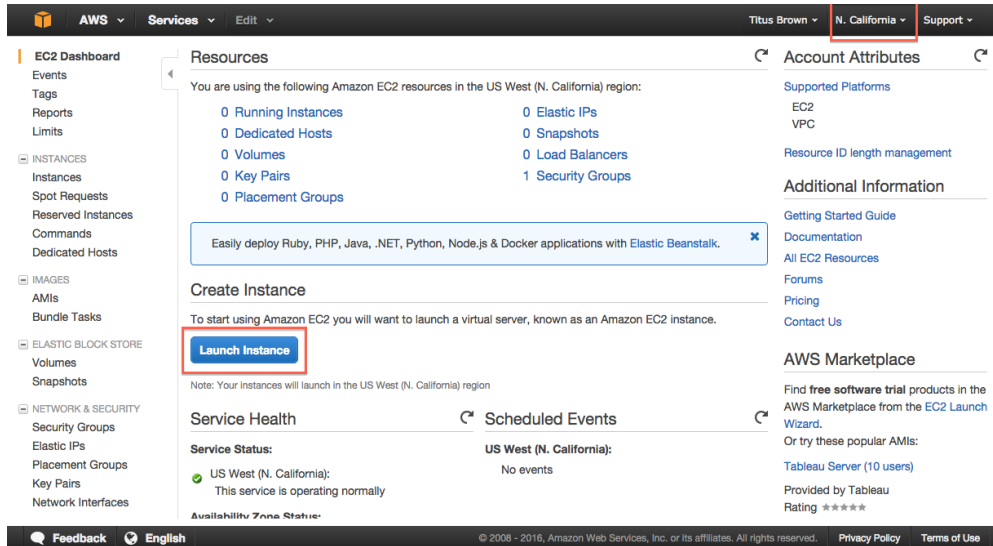 AWS Services Edit Titus Brown N. California Support
EC2 Dashboard
Events
Tags
Reports
Limits
INSTANCES
Instances
Spot Requests
Reserved Instances
Commands
Dedicated Hosts
IMAGES
AMIs
Bundle Tasks
ELASTIC BLOCK STORE
Volumes
Snapshots
NETWORK & SECURITY
Security Groups
Elastic IPs
Placement Groups
Key Pairs
Network Interfaces
Resources
You are using the following Amazon EC2 resources in the US West (N. California) region:
0 Running Instances
0 Dedicated Hosts
0 Volumes
0 Key Pairs
0 Placement Groups
0 Elastic IPs
0 Snapshots
0 Load Balancers
1 Security Groups
Easily deploy Ruby, PHP, Java, .NET, Python, Node.js & Docker applications with Elastic Beanstalk.
Create Instance
To start using Amazon EC2 you will want to launch a virtual server, known as an Amazon EC2 instance.
Launch Instance
Note: Your instances will launch in the US West (N. California) region
Service Health
Service Status:
US West (N. California):
This service is operating normally
Availability Zone Status:
Scheduled Events
US West (N. California):
No events
Account Attributes
Supported Platforms
EC2
VPC
Resource ID length management
Additional Information
Getting Started Guide
Documentation
All EC2 Resources
Forums
Pricing
Contact Us
AWS Marketplace
Find free software trial products in the
AWS Marketplace from the EC2 Launch
Wizard.
Or try these popular AMIs:
Tableau Server (10 users)
Provided by Tableau
Rating
Feedback English © 2008 - 2016, Amazon Web Services, Inc. or its affiliates. All rights reserved. Privacy Policy Terms of Use